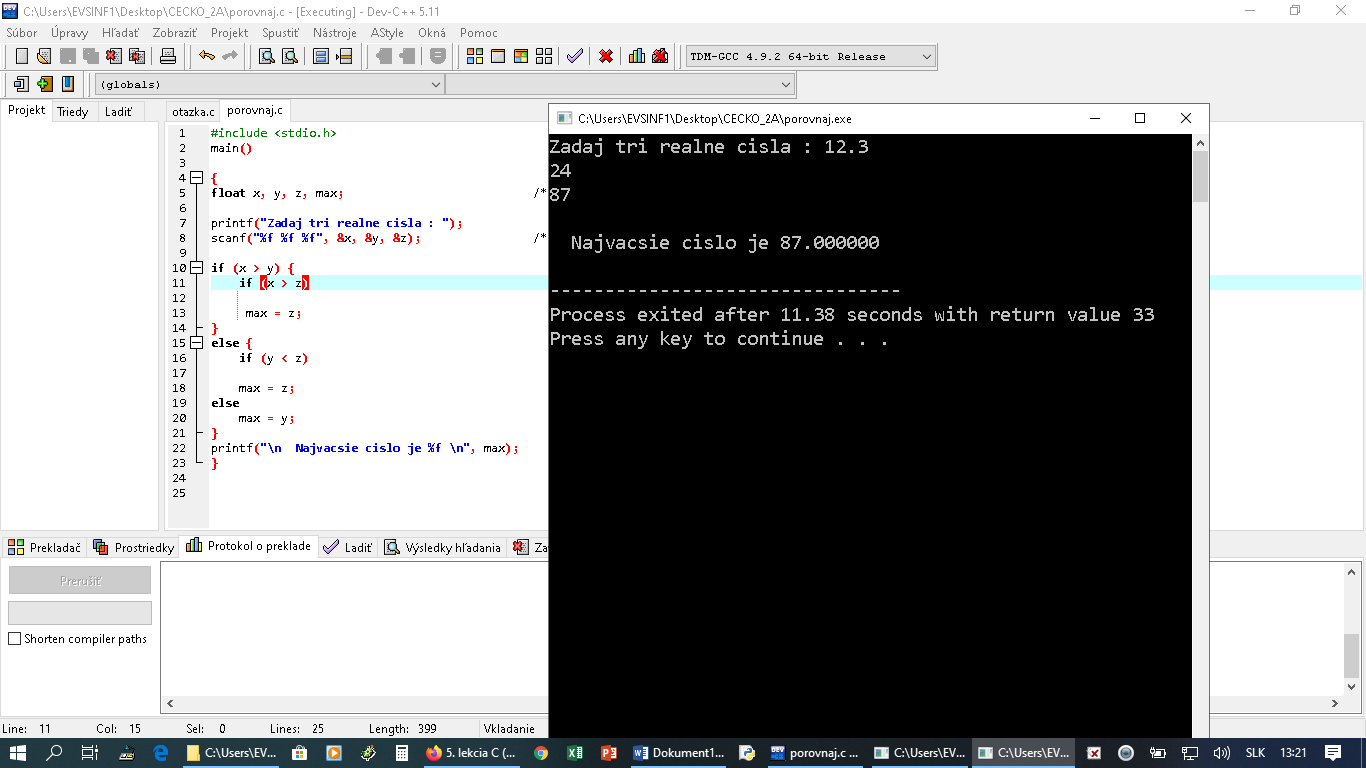 C:\Users\EVSINF1\Desktop\CECKO_2A\porovnaj.c - [Executing] - Dev-C++ 5.11
Súbor Úpravy Hľadať Zobraziť Projekt Spustiť Nástroje AStyle Okná Pomoc
TDM-GCC 4.9.2 64-bit Release
(globals)
Projekt Triedy Ladiť
otazka.c porovnaj.c
1 #include <stdio.h>
2 main()
3
4 {
5 float x, y, z, max; /*
6
7 printf("Zadaj tri realne cisla : ");
8 scanf("%f %f %f", &x, &y, &z); /*
9
10 if (x > y) {
11 if (x > z)
12
13 max = z;
14 }
15 else {
16 if (y < z)
17
18 max = z;
19 else
20 max = y;
21 }
22 printf("\n  Najvacsie cislo je %f \n", max);
23 }
24
25
C:\Users\EVSINF1\Desktop\CECKO_2A\porovnaj.exe
Zadaj tri realne cisla : 12.3
24
87
Najvacsie cislo je 87.000000
--------------------------------
Process exited after 11.38 seconds with return value 33
Press any key to continue . . .
Prekladač Prostriedky Protokol o preklade Ladiť Výsledky hľadania Za
Prerušiť
Shorten compiler paths
Line: 11 Col: 15 Sel: 0 Lines: 25 Length: 399 Vkladanie
C:\Users\EV... 5. lekcia C (... Dokument1... porovnaj.c ... C:\Users\EV... C:\Users\EV... SLK 13:21